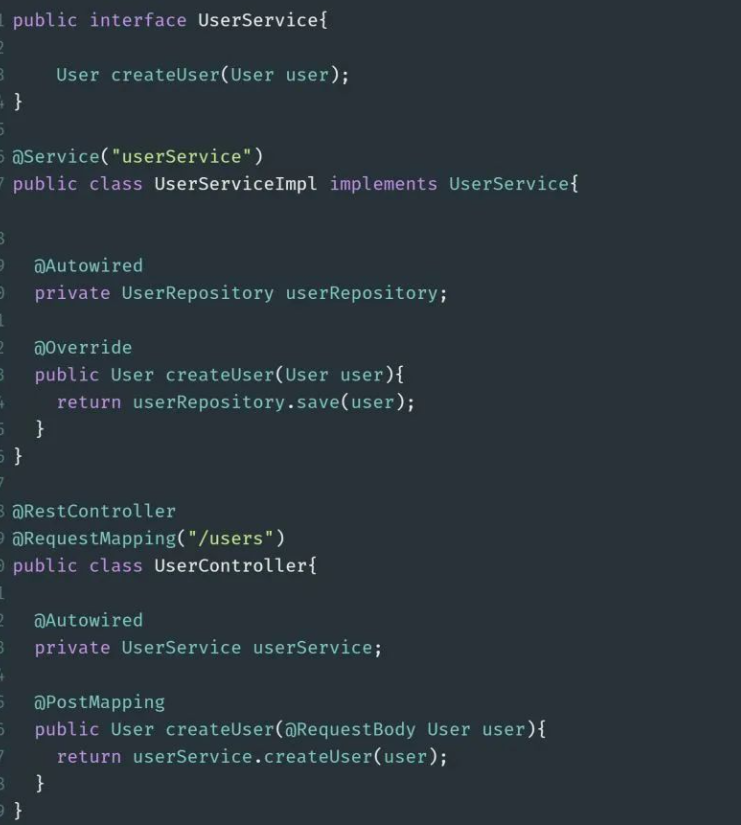 public interface UserService{
User createUser(User user);
}
@Service("userService")
public class UserServiceImpl implements UserService{
@Autowired
private UserRepository userRepository;
@Override
public User createUser(User user){
return userRepository.save(user);
}
}
@RestController
@RequestMapping("/users")
public class UserController{
@Autowired
private UserService userService;
@PostMapping
public User createUser(@RequestBody User user){
return userService.createUser(user);
}
}